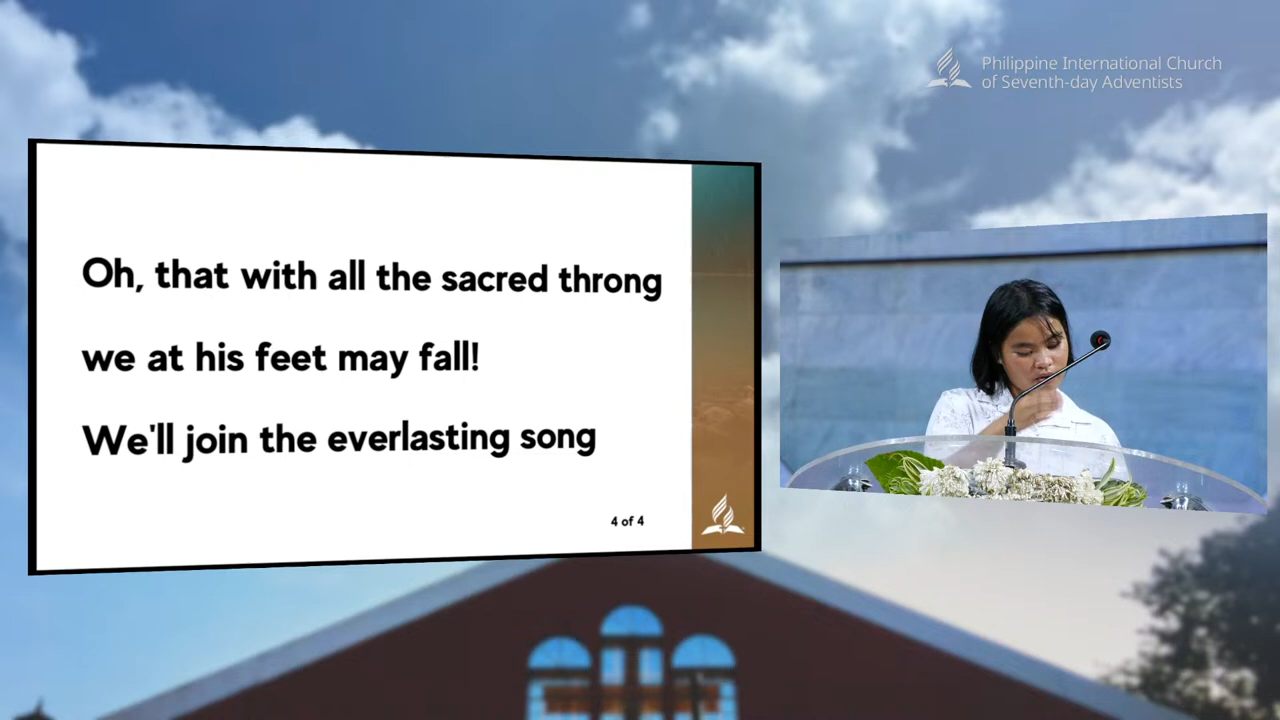 Philippine International Church
of Seventh-day Adventists
Oh, that with all the sacred throng
we at his feet may fall!
We'll join the everlasting song
4 of 4